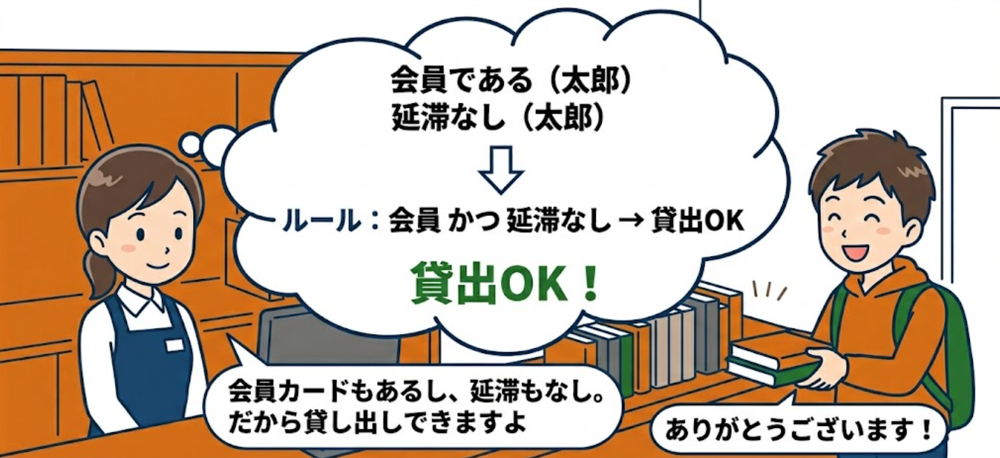 会員である（太郎）
延滞なし（太郎）
ルール：会員 かつ 延滞なし → 貸出OK
貸出OK！
会員カードもあるし、延滞もなし。
だから貸し出しできますよ
ありがとうございます！